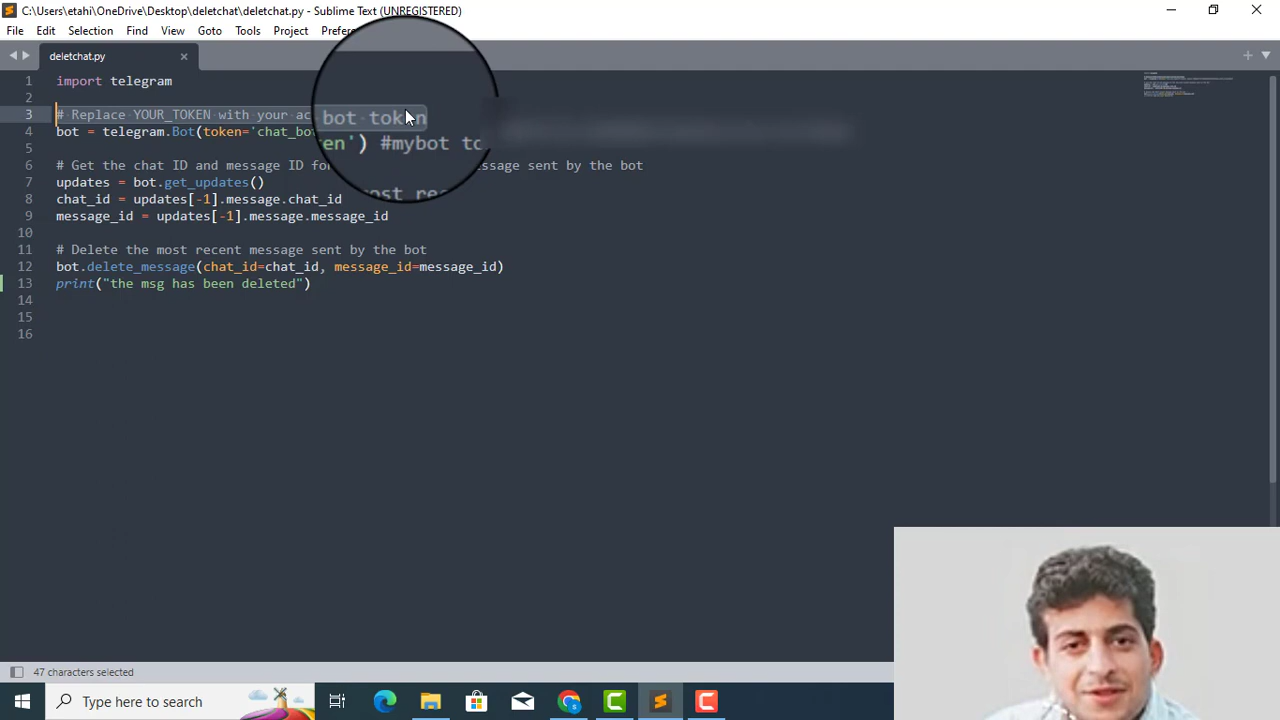 C:\Users\etahi\OneDrive\Desktop\deletchat\deletchat.py - Sublime Text (UNREGISTERED)
File Edit Selection Find View Goto Tools Project Prefere
deletchat.py
1 import telegram
2
3 # Replace YOUR_TOKEN with your ac bot token
4 bot = telegram.Bot(token='chat_bo en') #mybot to
5
6 # Get the chat ID and message ID for ssage sent by the bot
7 updates = bot.get_updates()
8 chat_id = updates[-1].message.chat_id
9 message_id = updates[-1].message.message_id
10
11 # Delete the most recent message sent by the bot
12 bot.delete_message(chat_id=chat_id, message_id=message_id)
13 print("the msg has been deleted")
14
15
16
47 characters selected
Type here to search